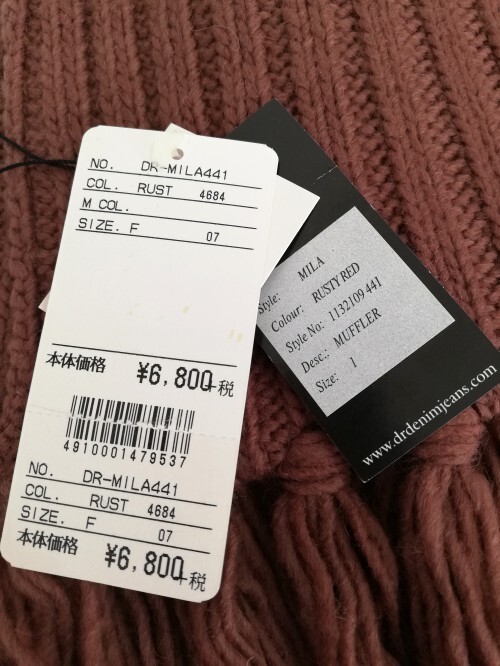 NO. DR-MILA441
COL. RUST 4684
M COL.
SIZE. F 07
本体価格 ¥6,800+税
4910001479537
NO. DR-MILA441
COL. RUST 4684
SIZE. F 07
本体価格 ¥6,800+税
Style: MILA
Colour: RUSTY RED
Style No: 1132109 441
Desc.: MUFFLER
Size: 1
www.drdenimjeans.com